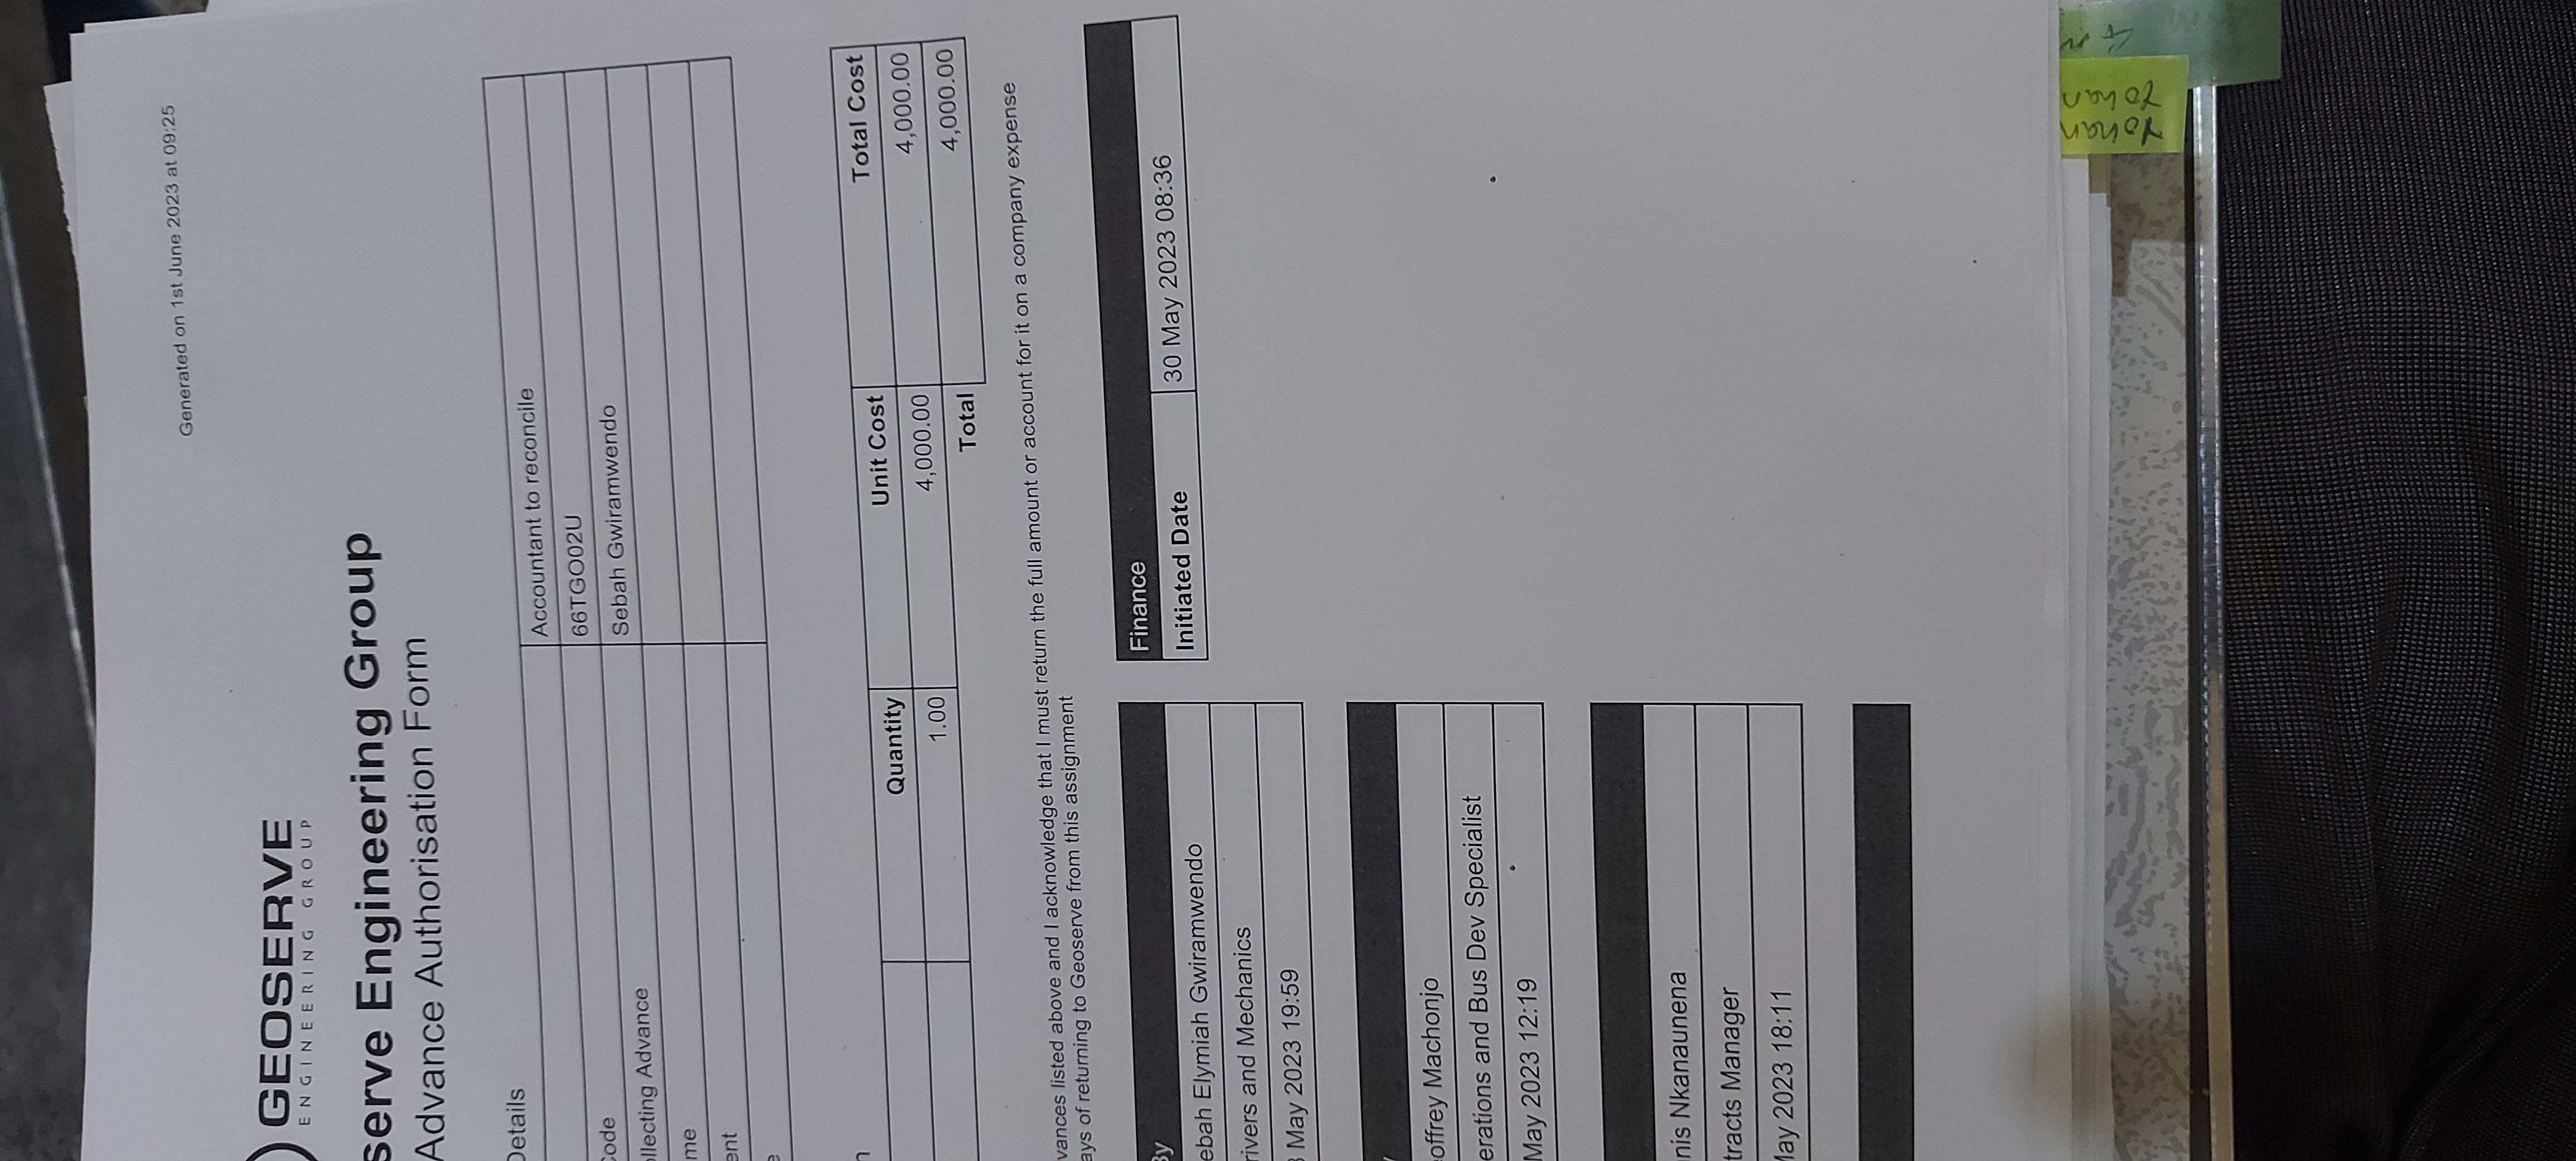 Generated on 1st June 2023 at 09:25
GEOSERVE
ENGINEERING GROUP
serve Engineering Group
Advance Authorisation Form
Details
Accountant to reconcile
Code 66TGO02U
ollecting Advance Sebah Gwiramwendo
me
ent
e
n
Quantity Unit Cost Total Cost
1.00 4,000.00 4,000.00
Total 4,000.00
vances listed above and I acknowledge that I must return the full amount or account for it on a company expense
ays of returning to Geoserve from this assignment
By
ebah Elymiah Gwiramwendo
rivers and Mechanics
May 2023 19:59
Finance
Initiated Date 30 May 2023 08:36
y
offrey Machonjo
erations and Bus Dev Specialist
May 2023 12:19
nis Nkanaunena
tracts Manager
May 2023 18:11
Yohan
Yohan